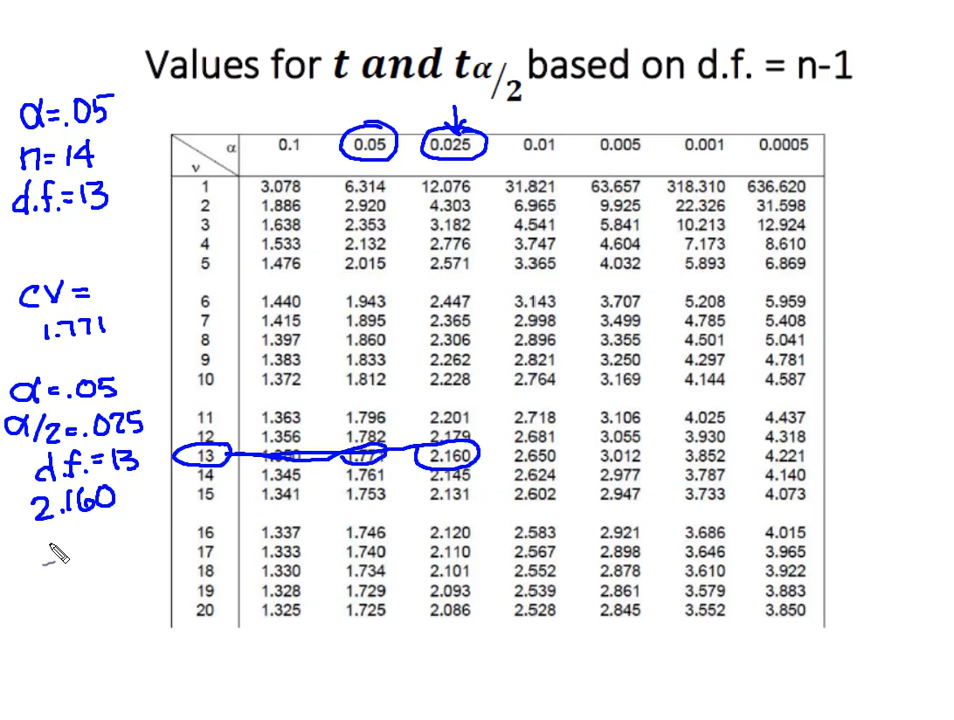 Values for t and tα/2 based on d.f. = n-1
α=.05
n=14
d.f.=13
CV=
1.771
α=.05
α/2=.025
df.=13
2.160
α 0.1 0.05 0.025 0.01 0.005 0.001 0.0005
ν
1 3.078 6.314 12.076 31.821 63.657 318.310 636.620
2 1.886 2.920 4.303 6.965 9.925 22.326 31.598
3 1.638 2.353 3.182 4.541 5.841 10.213 12.924
4 1.533 2.132 2.776 3.747 4.604 7.173 8.610
5 1.476 2.015 2.571 3.365 4.032 5.893 6.869
6 1.440 1.943 2.447 3.143 3.707 5.208 5.959
7 1.415 1.895 2.365 2.998 3.499 4.785 5.408
8 1.397 1.860 2.306 2.896 3.355 4.501 5.041
9 1.383 1.833 2.262 2.821 3.250 4.297 4.781
10 1.372 1.812 2.228 2.764 3.169 4.144 4.587
11 1.363 1.796 2.201 2.718 3.106 4.025 4.437
12 1.356 1.782 2.179 2.681 3.055 3.930 4.318
13 1.350 1.771 2.160 2.650 3.012 3.852 4.221
14 1.345 1.761 2.145 2.624 2.977 3.787 4.140
15 1.341 1.753 2.131 2.602 2.947 3.733 4.073
16 1.337 1.746 2.120 2.583 2.921 3.686 4.015
17 1.333 1.740 2.110 2.567 2.898 3.646 3.965
18 1.330 1.734 2.101 2.552 2.878 3.610 3.922
19 1.328 1.729 2.093 2.539 2.861 3.579 3.883
20 1.325 1.725 2.086 2.528 2.845 3.552 3.850